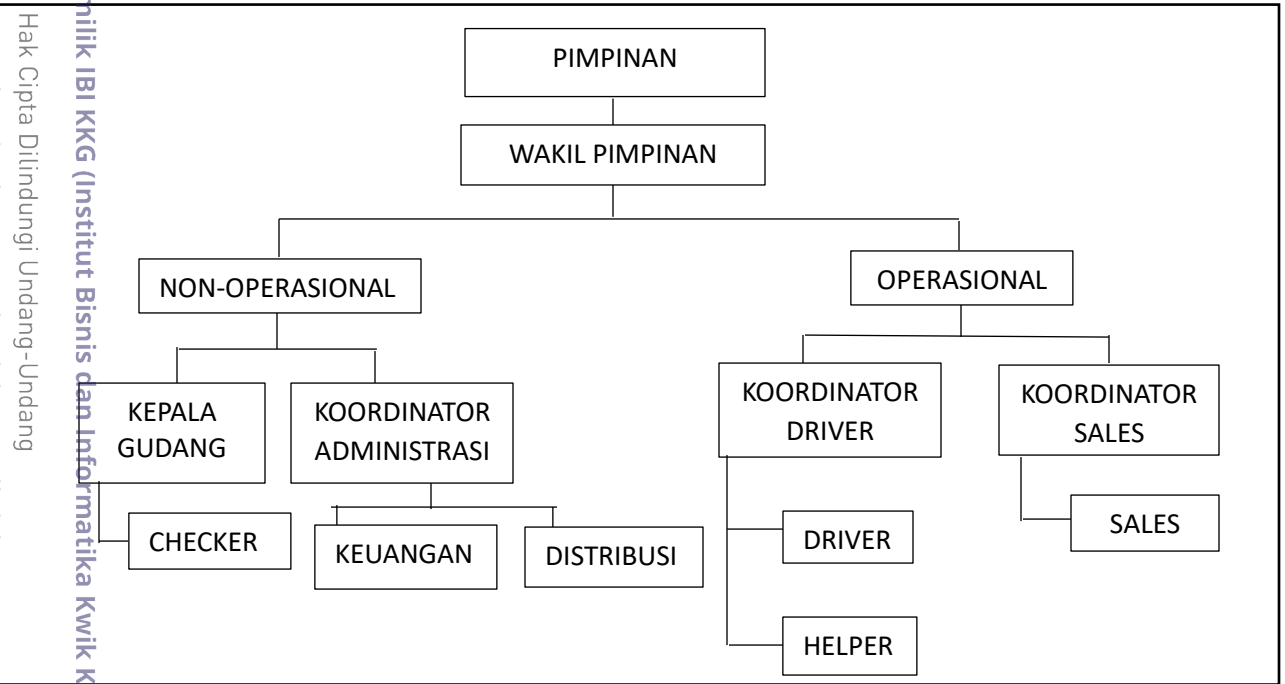 Hak Cipta Dilindungi Undang-Undang
milik IBI KKG (Institut Bisnis dan Informatika Kwik K
PIMPINAN
WAKIL PIMPINAN
NON-OPERASIONAL
OPERASIONAL
KEPALA
GUDANG
KOORDINATOR
ADMINISTRASI
KOORDINATOR
DRIVER
KOORDINATOR
SALES
CHECKER
KEUANGAN
DISTRIBUSI
DRIVER
SALES
HELPER